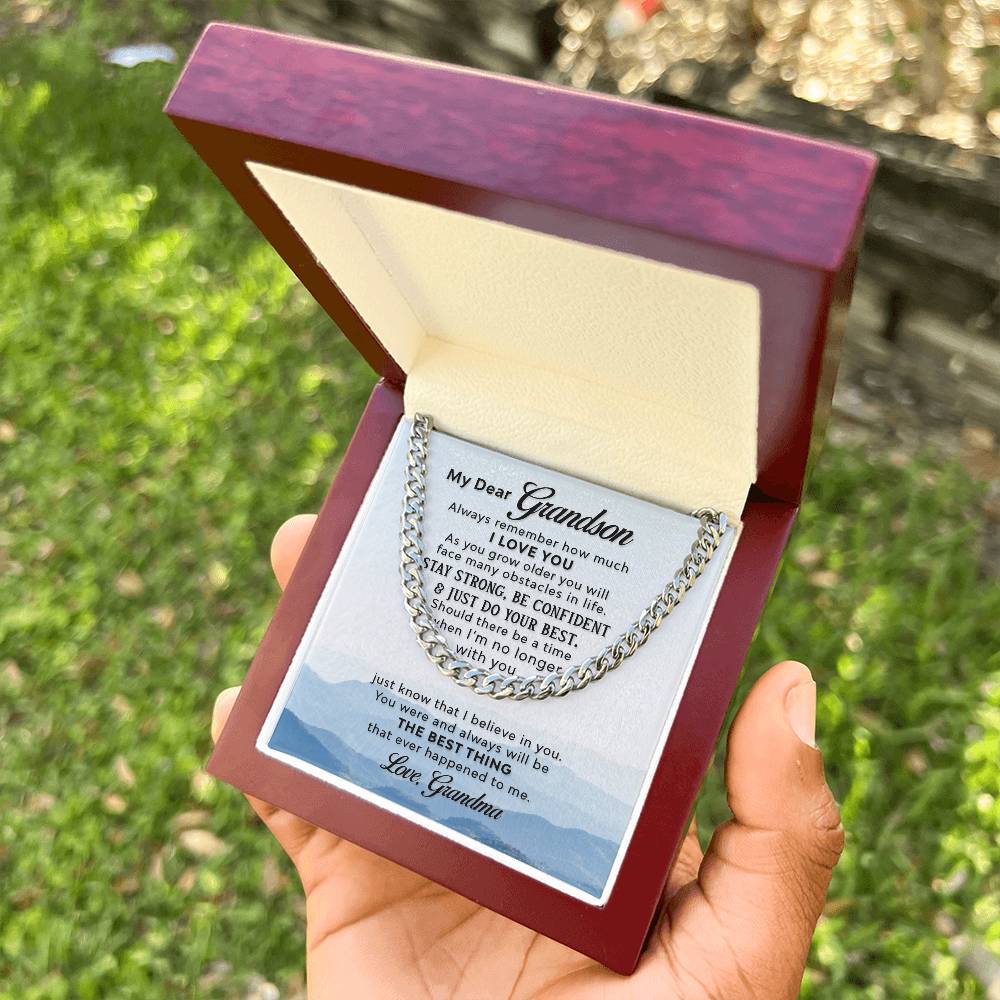 My Dear Grandson
Always remember how much
I LOVE YOU
As you grow older you will
face many obstacles in life.
STAY STRONG, BE CONFIDENT
& JUST DO YOUR BEST.
Should there be a time
when I'm no longer
with you
just know that I believe in you.
You were and always will be
THE BEST THING
that ever happened to me.
Love, Grandma